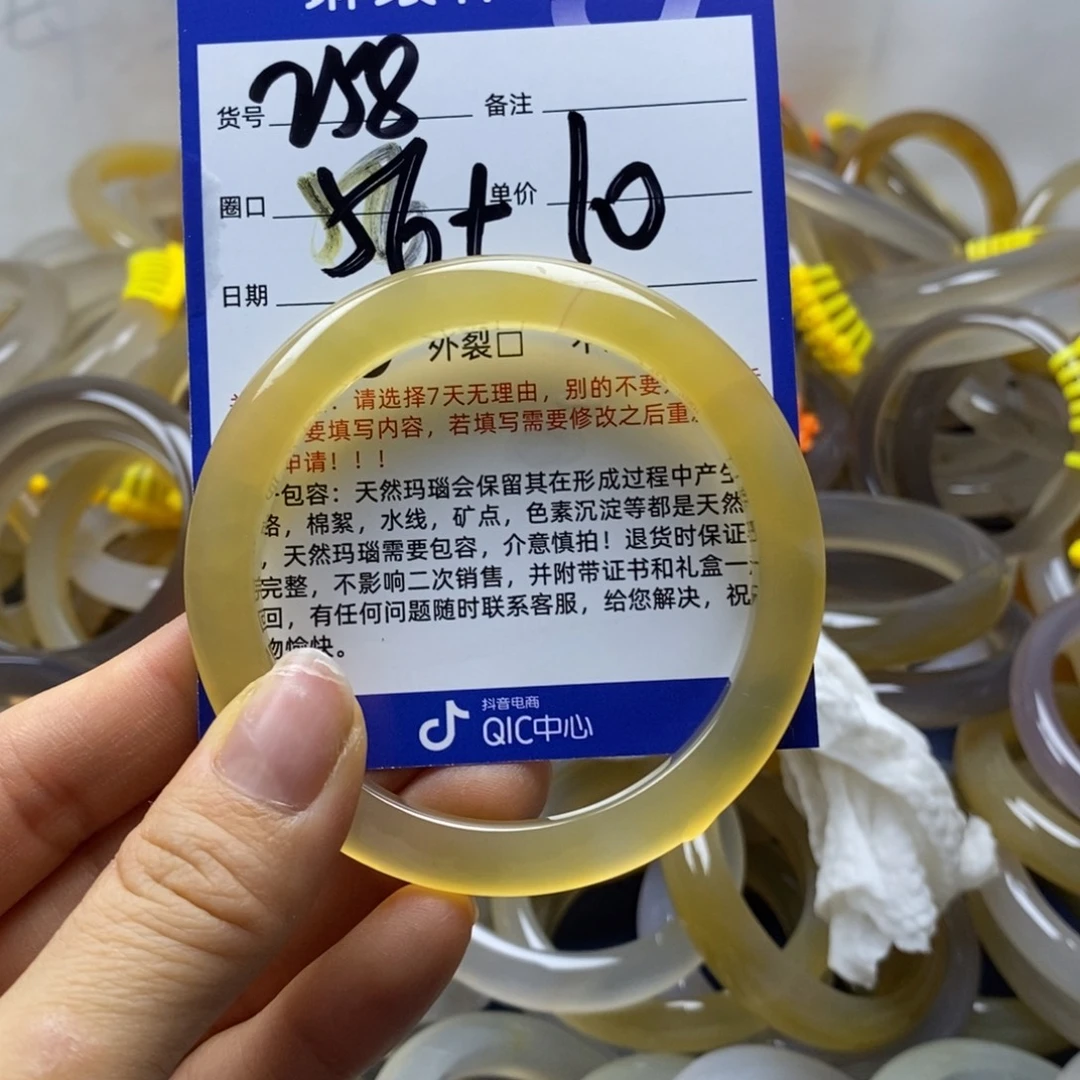 货号 258 备注
圈口 56+ 单价 10
日期
外裂□ 不
请选择7天无理由，别的不要
要填写内容，若填写需要修改之后重
申请！！！
包容：天然玛瑙会保留其在形成过程中产生
络，棉絮，水线，矿点，色素沉淀等都是天然
，天然玛瑙需要包容，介意慎拍！退货时保证
完整，不影响二次销售，并附带证书和礼盒一
回，有任何问题随时联系客服，给您解决，祝
物愉快。
抖音电商
QIC中心